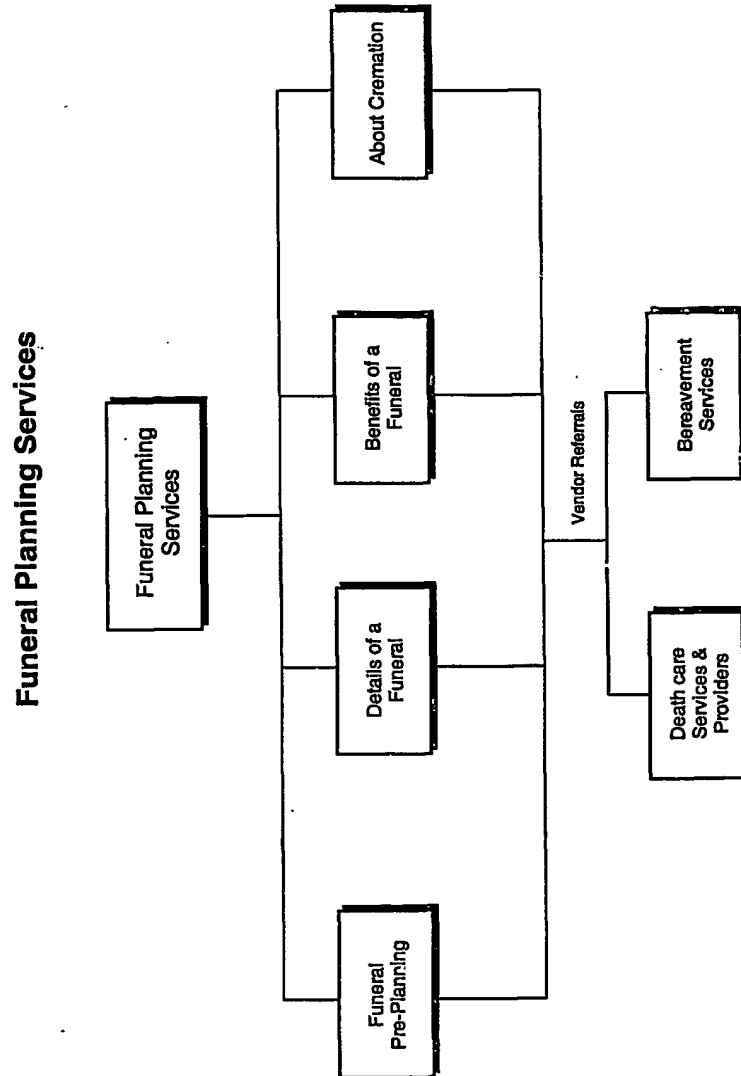 Funeral Planning Services
Funeral Planning
Services
Funeral
Pre-Planning
Details of a
Funeral
Benefits of a
Funeral
About Cremation
Vendor Referrals
Death care
Services &
Providers
Bereavement
Services